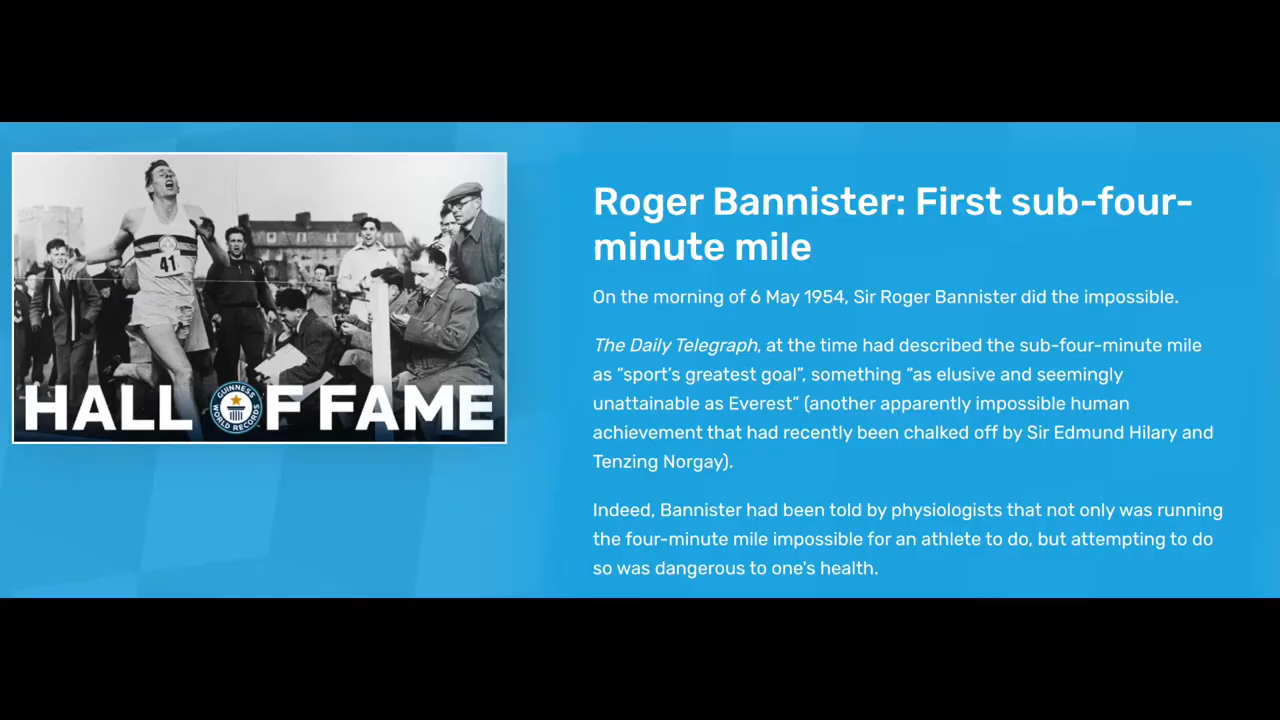 41
HALL OF FAME
GUINNESS
WORLD RECORDS
Roger Bannister: First sub-four-
minute mile
On the morning of 6 May 1954, Sir Roger Bannister did the impossible.
The Daily Telegraph, at the time had described the sub-four-minute mile
as “sport’s greatest goal”, something “as elusive and seemingly
unattainable as Everest” (another apparently impossible human
achievement that had recently been chalked off by Sir Edmund Hilary and
Tenzing Norgay).
Indeed, Bannister had been told by physiologists that not only was running
the four-minute mile impossible for an athlete to do, but attempting to do
so was dangerous to one's health.